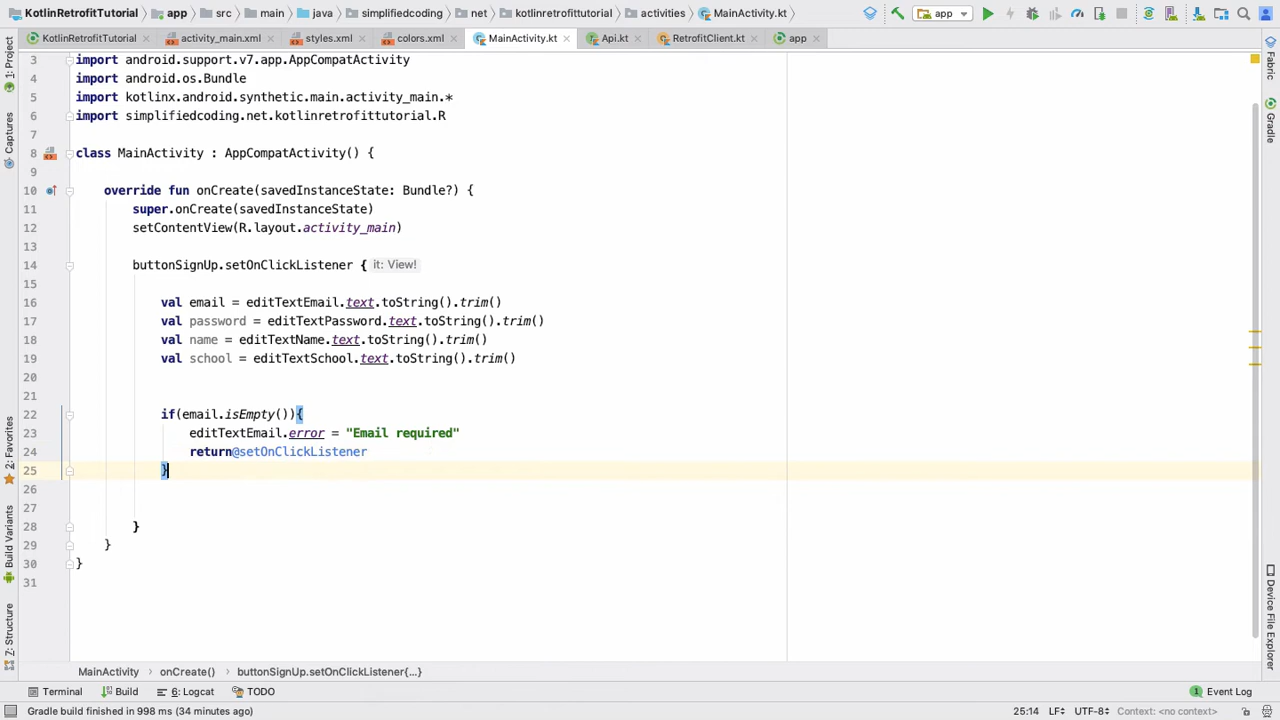 KotlinRetrofitTutorial app src main java simplifiedcoding net kotlinretrofittutorial activities MainActivity.kt app
KotlinRetrofitTutorial activity_main.xml styles.xml colors.xml MainActivity.kt Api.kt RetrofitClient.kt app
3 import android.support.v7.app.AppCompatActivity
4 import android.os.Bundle
5 import kotlinx.android.synthetic.main.activity_main.*
6 import simplifiedcoding.net.kotlinretrofittutorial.R
7
8 class MainActivity : AppCompatActivity() {
9
10 override fun onCreate(savedInstanceState: Bundle?) {
11 super.onCreate(savedInstanceState)
12 setContentView(R.layout.activity_main)
13
14 buttonSignUp.setOnClickListener { it: View!
15
16 val email = editTextEmail.text.toString().trim()
17 val password = editTextPassword.text.toString().trim()
18 val name = editTextName.text.toString().trim()
19 val school = editTextSchool.text.toString().trim()
20
21
22 if(email.isEmpty()){
23 editTextEmail.error = "Email required"
24 return@setOnClickListener
25 }
26
27
28 }
29 }
30 }
31
1: Project
Captures
2: Favorites
Build Variants
7: Structure
Fabric
Gradle
Device File Explorer
MainActivity onCreate() buttonSignUp.setOnClickListener{...}
Terminal Build 6: Logcat TODO 1 Event Log
Gradle build finished in 998 ms (34 minutes ago) 25:14 LF÷ UTF-8÷ Context: <no context>